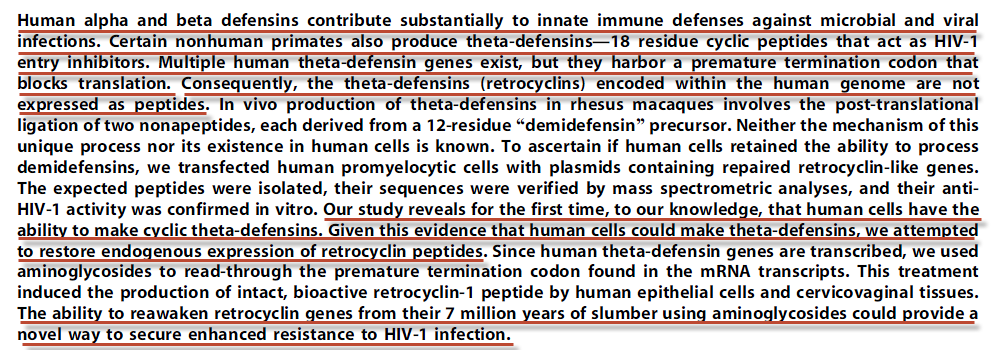 Human alpha and beta defensins contribute substantially to innate immune defenses against microbial and viral
infections. Certain nonhuman primates also produce theta-defensins—18 residue cyclic peptides that act as HIV-1
entry inhibitors. Multiple human theta-defensin genes exist, but they harbor a premature termination codon that
blocks translation. Consequently, the theta-defensins (retrocyclins) encoded within the human genome are not
expressed as peptides. In vivo production of theta-defensins in rhesus macaques involves the post-translational
ligation of two nonapeptides, each derived from a 12-residue “demidefensin” precursor. Neither the mechanism of this
unique process nor its existence in human cells is known. To ascertain if human cells retained the ability to process
demidefensins, we transfected human promyelocytic cells with plasmids containing repaired retrocyclin-like genes.
The expected peptides were isolated, their sequences were verified by mass spectrometric analyses, and their anti-
HIV-1 activity was confirmed in vitro. Our study reveals for the first time, to our knowledge, that human cells have the
ability to make cyclic theta-defensins. Given this evidence that human cells could make theta-defensins, we attempted
to restore endogenous expression of retrocyclin peptides. Since human theta-defensin genes are transcribed, we used
aminoglycosides to read-through the premature termination codon found in the mRNA transcripts. This treatment
induced the production of intact, bioactive retrocyclin-1 peptide by human epithelial cells and cervicovaginal tissues.
The ability to reawaken retrocyclin genes from their 7 million years of slumber using aminoglycosides could provide a
novel way to secure enhanced resistance to HIV-1 infection.